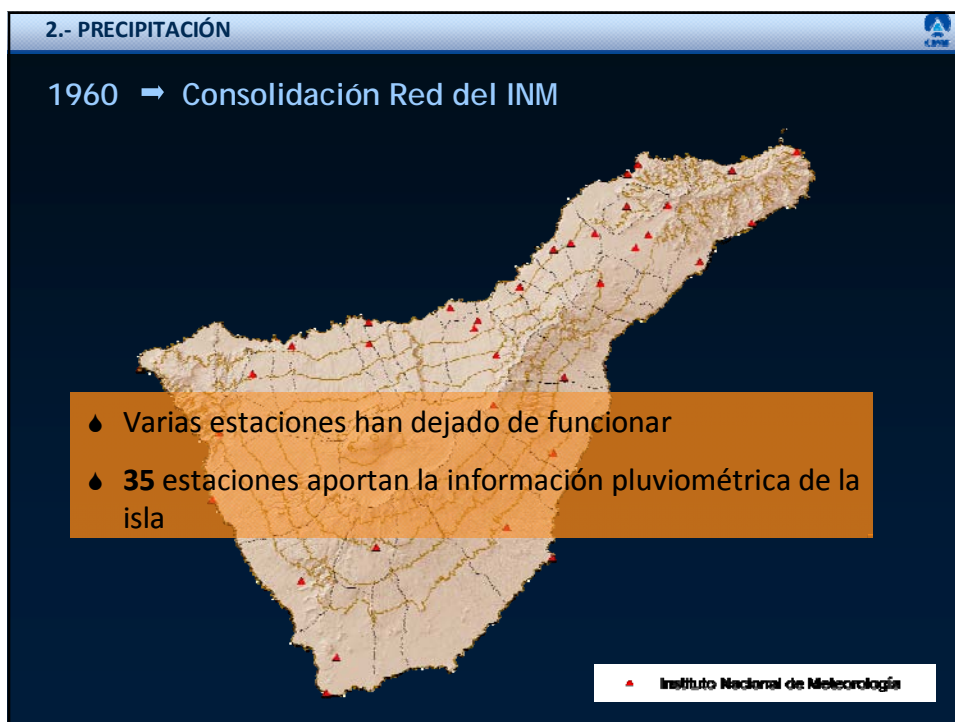 2.- PRECIPITACIÓN
1960 ➡ Consolidación Red del INM
Varias estaciones han dejado de funcionar
35 estaciones aportan la información pluviométrica de la
isla
Instituto Nacional de Meteorología